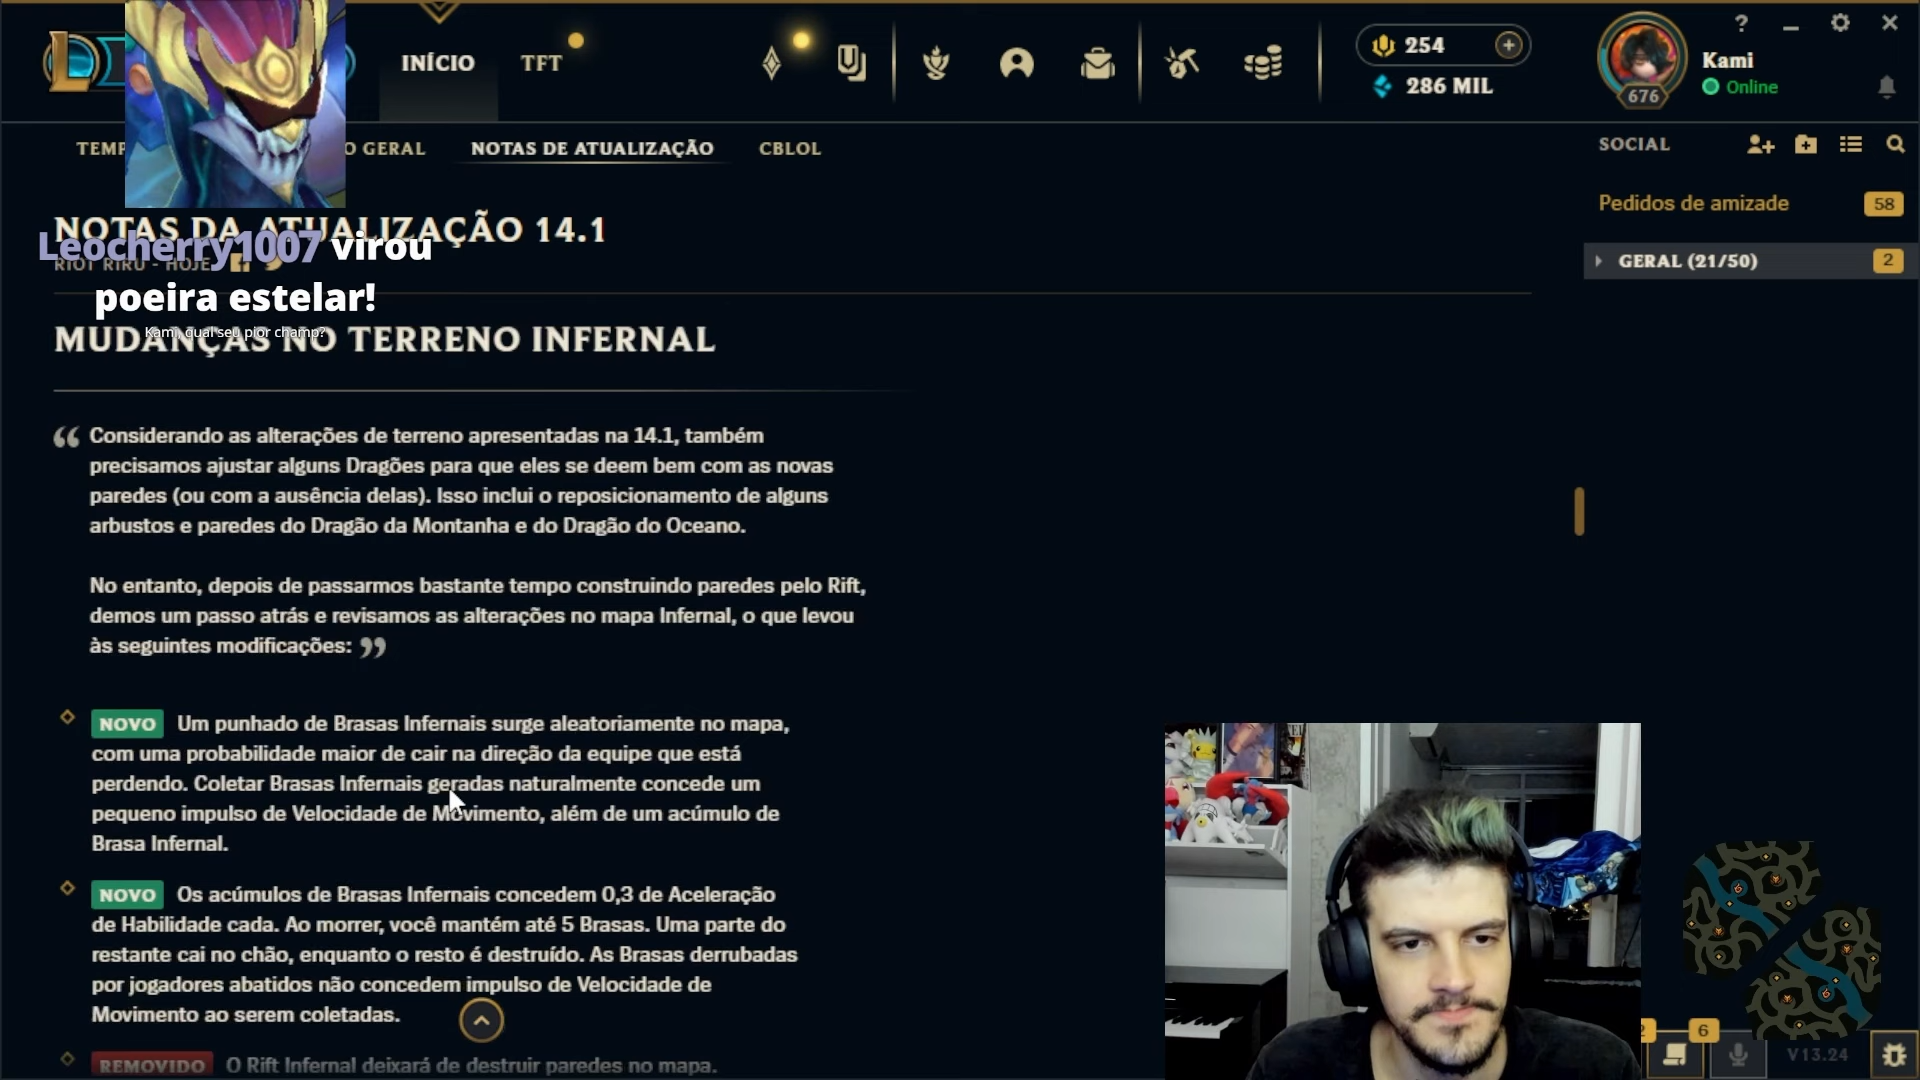 INÍCIO
TFT
254
286 MIL
676
Kami
Online
O GERAL
NOTAS DE ATUALIZAÇÃO
CBLOL
SOCIAL
Pedidos de amizade
58
GERAL (21/50)
2
NOTAS DA ATUALIZAÇÃO 14.1
RIOT RIRU - HOJE
Leocherry1007 virou
poeira estelar!
Kami, qual seu pior champ?
MUDANÇAS NO TERRENO INFERNAL
“ Considerando as alterações de terreno apresentadas na 14.1, também
precisamos ajustar alguns Dragões para que eles se deem bem com as novas
paredes (ou com a ausência delas). Isso inclui o reposicionamento de alguns
arbustos e paredes do Dragão da Montanha e do Dragão do Oceano.
No entanto, depois de passarmos bastante tempo construindo paredes pelo Rift,
demos um passo atrás e revisamos as alterações no mapa Infernal, o que levou
às seguintes modificações: ”
NOVO Um punhado de Brasas Infernais surge aleatoriamente no mapa,
com uma probabilidade maior de cair na direção da equipe que está
perdendo. Coletar Brasas Infernais geradas naturalmente concede um
pequeno impulso de Velocidade de Movimento, além de um acúmulo de
Brasa Infernal.
NOVO Os acúmulos de Brasas Infernais concedem 0,3 de Aceleração
de Habilidade cada. Ao morrer, você mantém até 5 Brasas. Uma parte do
restante cai no chão, enquanto o resto é destruído. As Brasas derrubadas
por jogadores abatidos não concedem impulso de Velocidade de
Movimento ao serem coletadas.
REMOVIDO O Rift Infernal deixará de destruir paredes no mapa.
6
V13.24